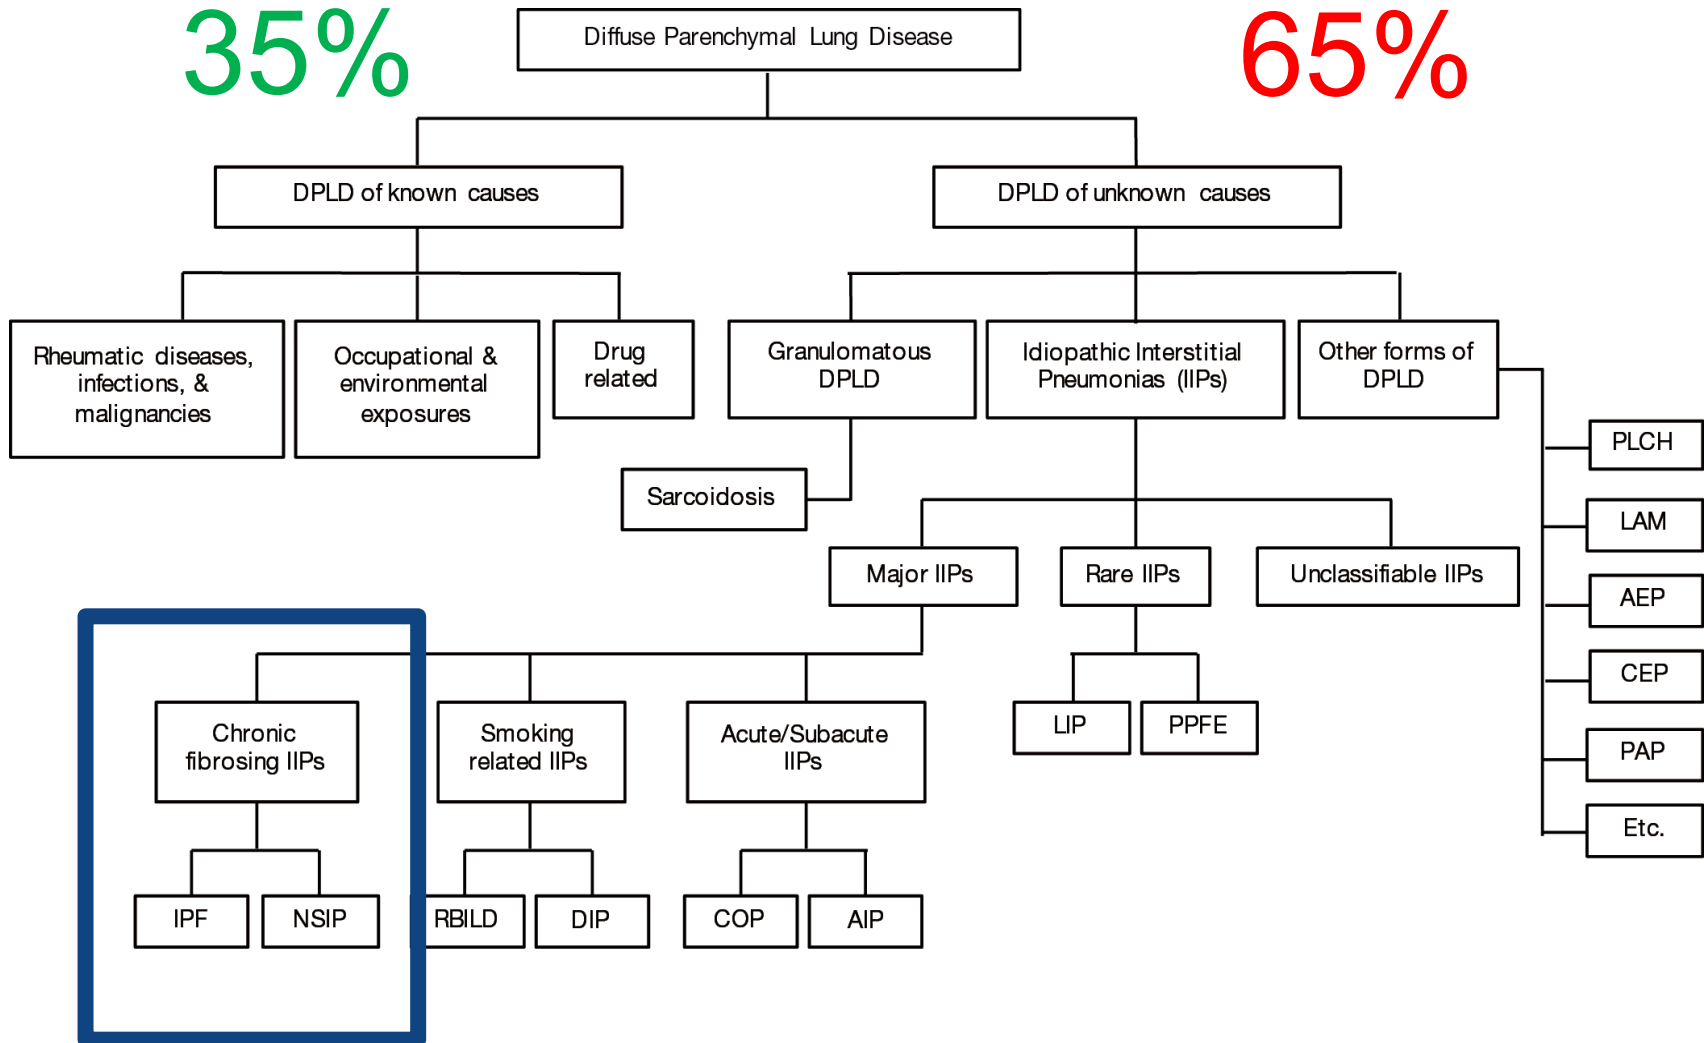 35%
Diffuse Parenchymal Lung Disease
65%
DPLD of known causes
DPLD of unknown causes
Rheumatic diseases,
infections, &
malignancies
Occupational &
environmental
exposures
Drug
related
Granulomatous
DPLD
Idiopathic Interstitial
Pneumonias (IIPs)
Other forms of
DPLD
PLCH
Sarcoidosis
LAM
Major IIPs
Rare IIPs
Unclassifiable IIPs
AEP
CEP
Chronic
fibrosing IIPs
Smoking
related IIPs
Acute/Subacute
IIPs
LIP
PPFE
PAP
Etc.
IPF
NSIP
RBILD
DIP
COP
AIP